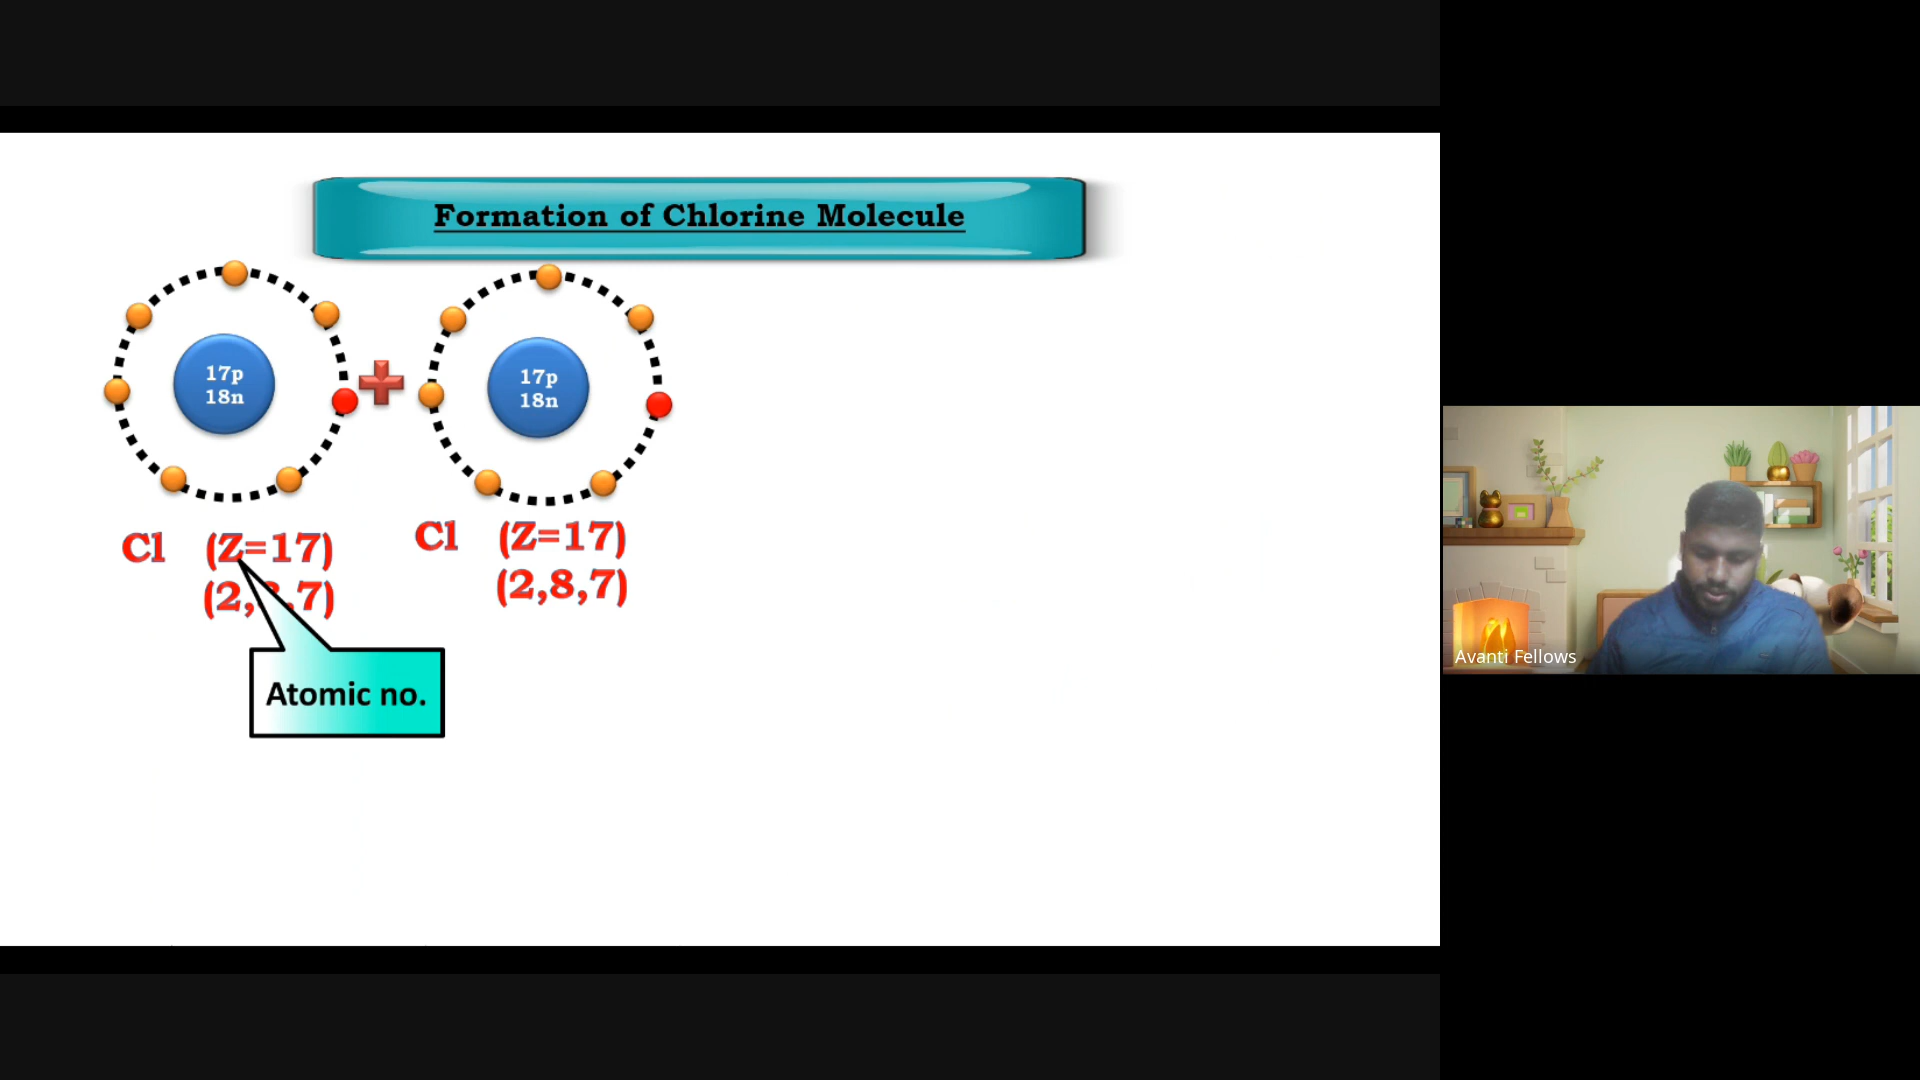 Formation of Chlorine Molecule
17p
18n
17p
18n
Cl (Z=17)
(2, ,7)
Cl (Z=17)
(2,8,7)
Atomic no.
Avanti Fellows